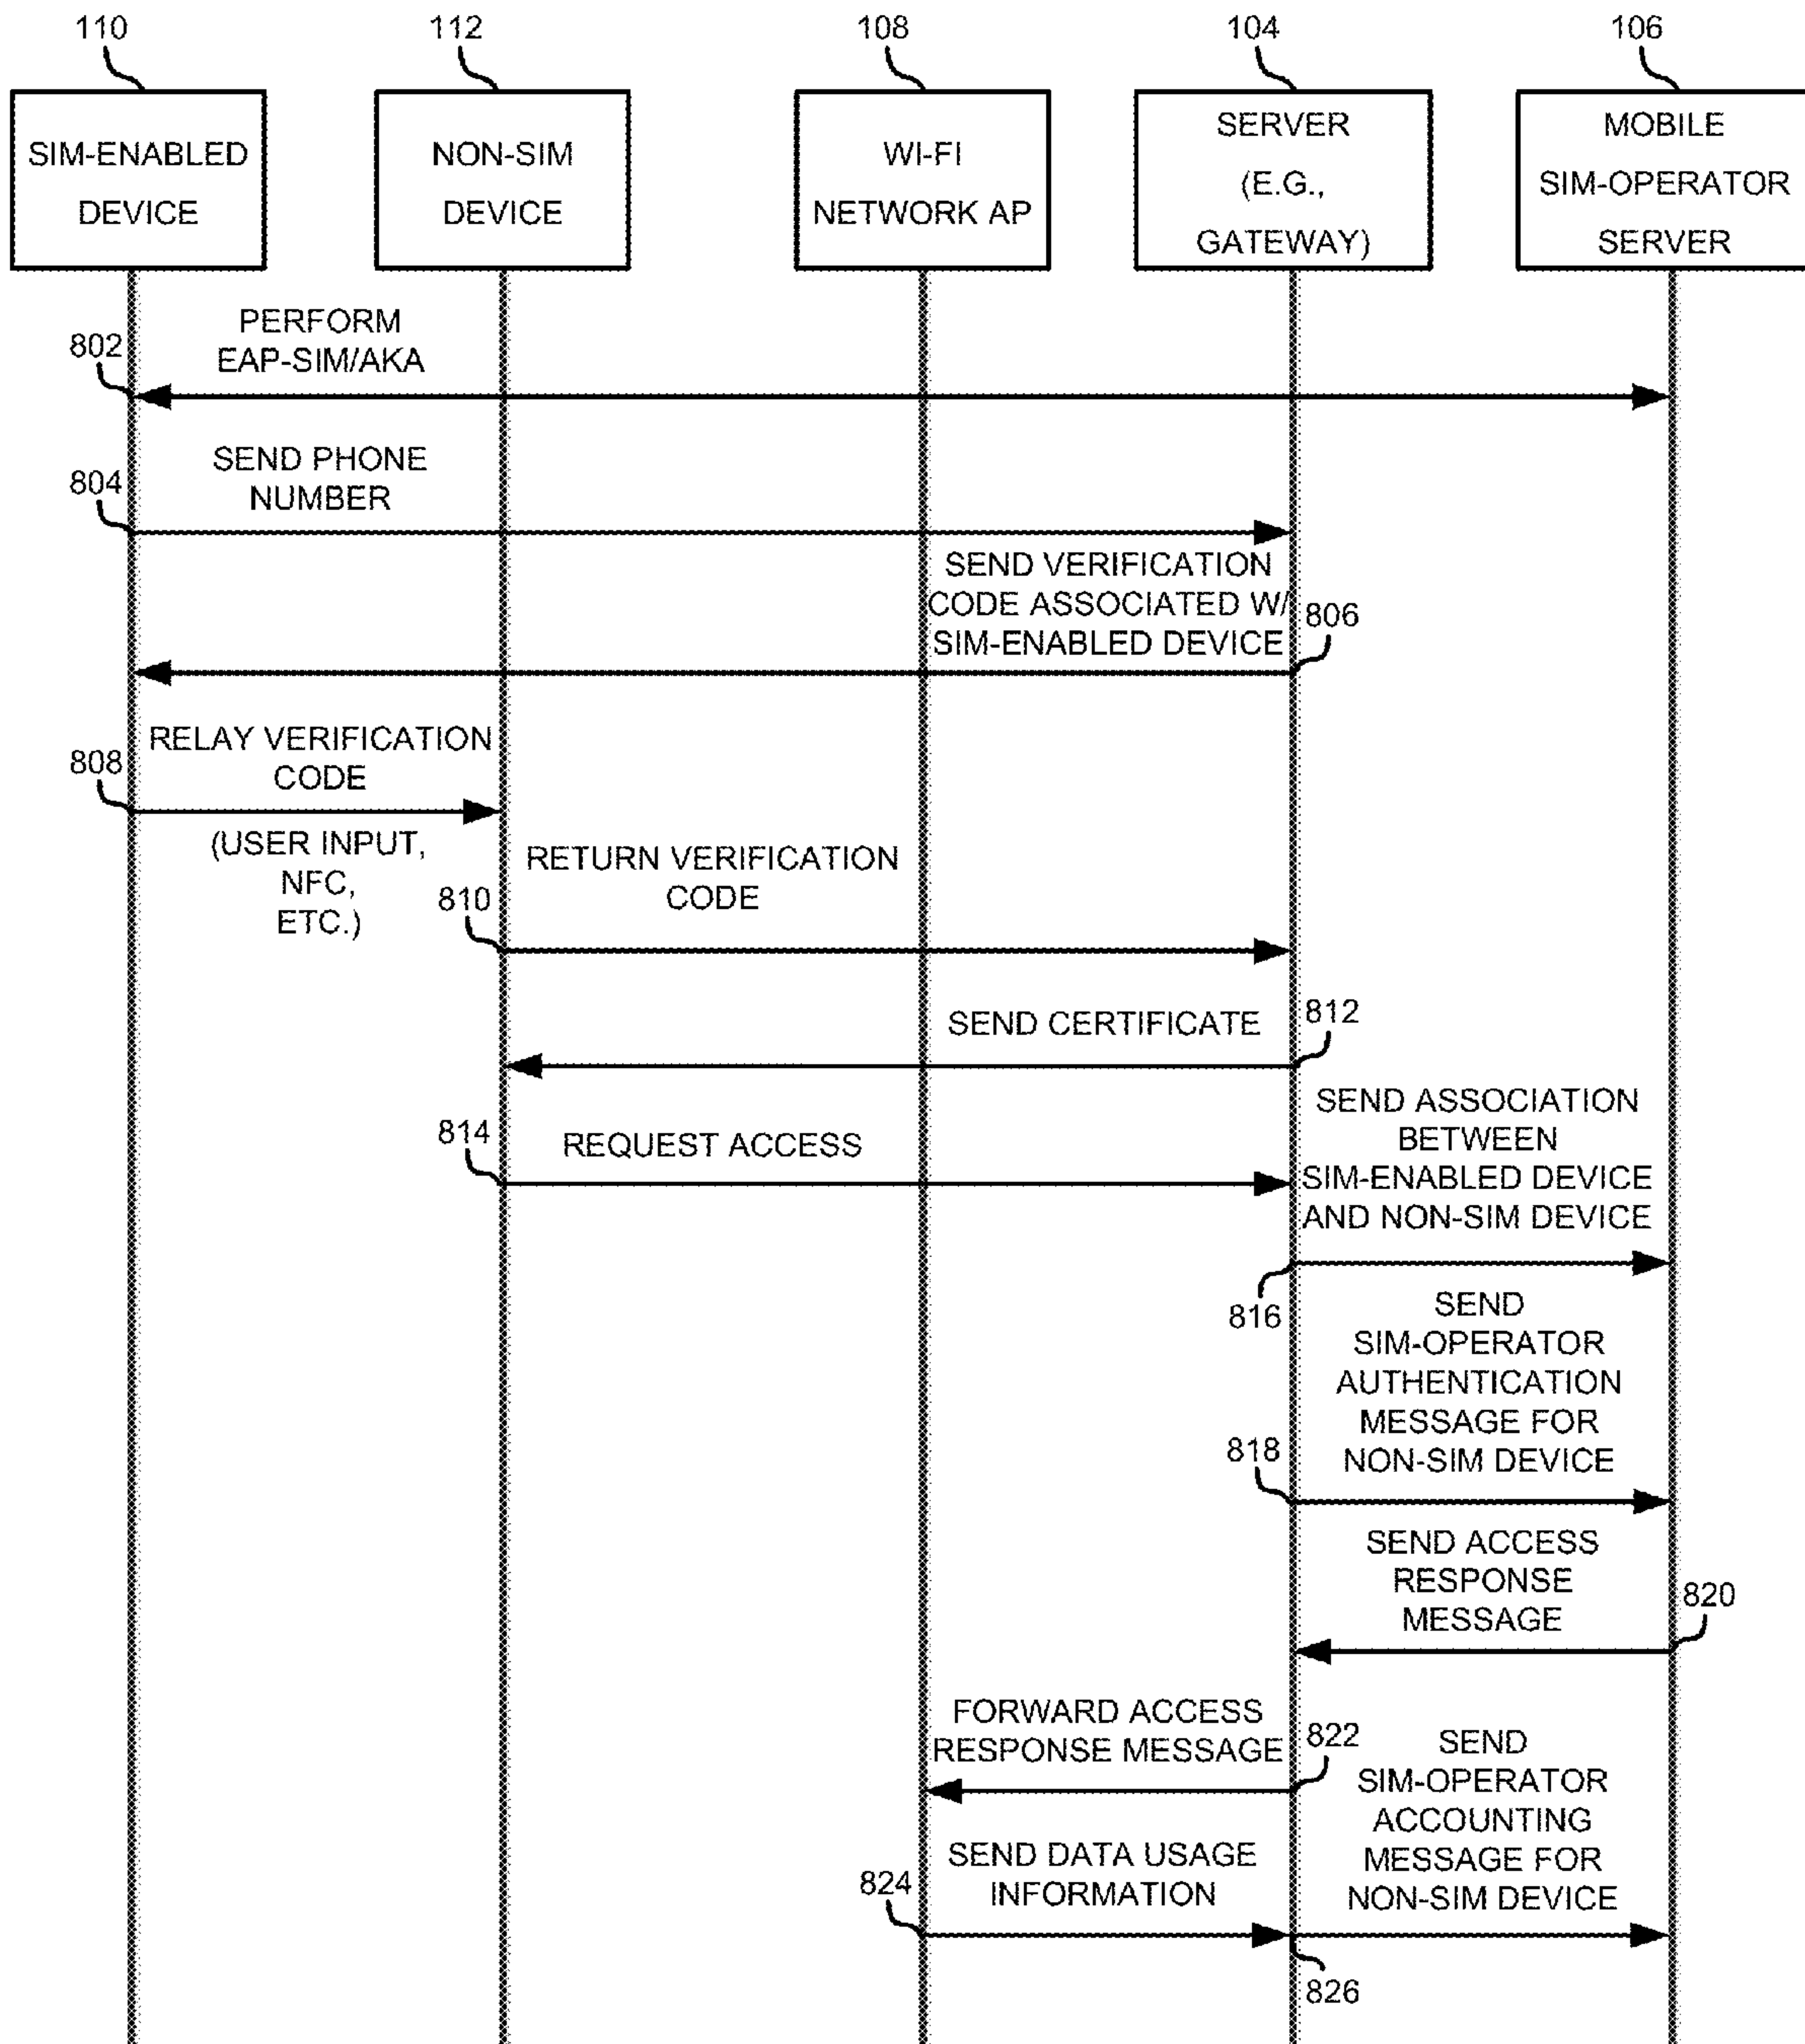 110
112
108
104
106
SIM-ENABLED
DEVICE
NON-SIM
DEVICE
WI-FI
NETWORK AP
SERVER
(E.G.,
GATEWAY)
MOBILE
SIM-OPERATOR
SERVER
802
PERFORM
EAP-SIM/AKA
804
SEND PHONE
NUMBER
SEND VERIFICATION
CODE ASSOCIATED W/
SIM-ENABLED DEVICE
806
808
RELAY VERIFICATION
CODE
(USER INPUT,
NFC,
ETC.)
810
RETURN VERIFICATION
CODE
SEND CERTIFICATE
812
814
REQUEST ACCESS
SEND ASSOCIATION
BETWEEN
SIM-ENABLED DEVICE
AND NON-SIM DEVICE
816
SEND
SIM-OPERATOR
AUTHENTICATION
MESSAGE FOR
NON-SIM DEVICE
818
SEND ACCESS
RESPONSE
MESSAGE
820
FORWARD ACCESS
RESPONSE MESSAGE
822
SEND DATA USAGE
INFORMATION
824
SEND
SIM-OPERATOR
ACCOUNTING
MESSAGE FOR
NON-SIM DEVICE
826